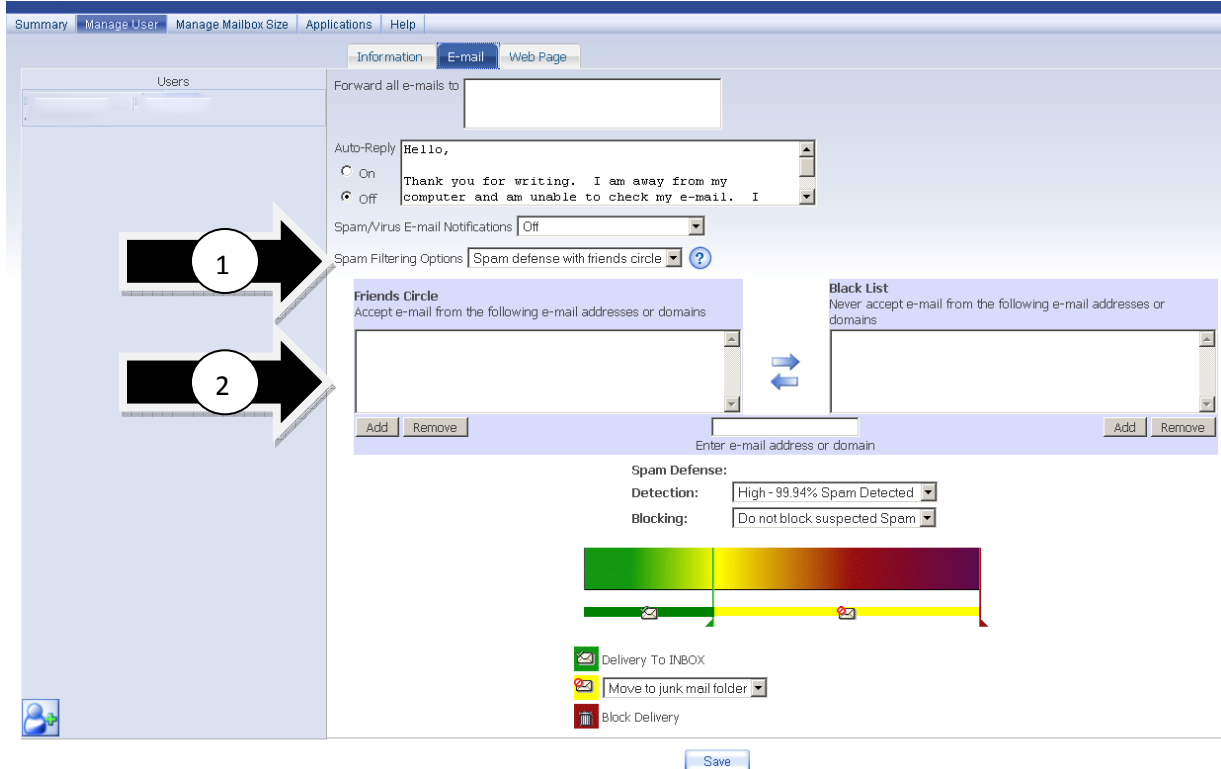 Summary Manage User Manage Mailbox Size Applications Help
Information E-mail Web Page
Users
Forward all e-mails to
Auto-Reply
On
Off
Hello,
Thank you for writing. I am away from my
computer and am unable to check my e-mail. I
Spam/Virus E-mail Notifications Off
1
Spam Filtering Options Spam defense with friends circle ?
Friends Circle
Accept e-mail from the following e-mail addresses or domains
Black List
Never accept e-mail from the following e-mail addresses or
domains
2
Add Remove
Enter e-mail address or domain
Add Remove
Spam Defense:
Detection: High - 99.94% Spam Detected
Blocking: Do not block suspected Spam
Delivery To INBOX
Move to junk mail folder
Block Delivery
Save